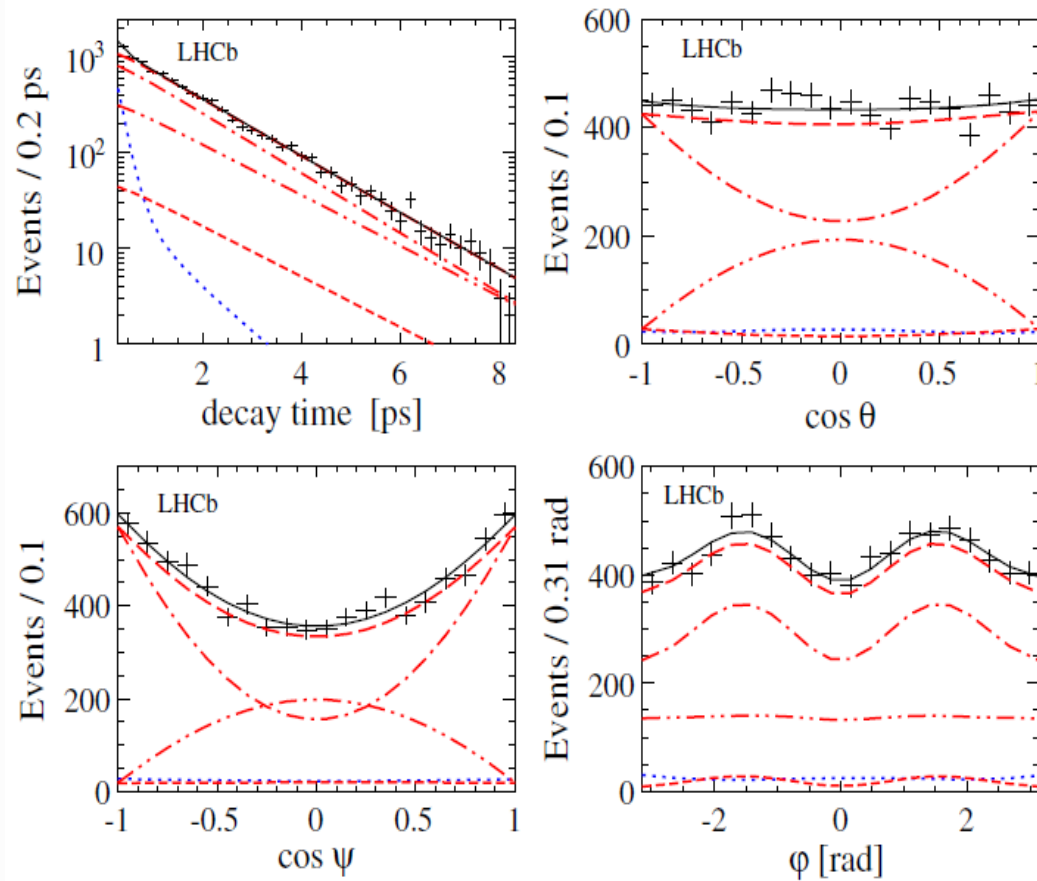 LHCb
Events / 0.2 ps
10³
10²
10
1
2
4
6
8
decay time [ps]
LHCb
Events / 0.1
600
400
200
0
-1
-0.5
0
0.5
1
cos θ
LHCb
Events / 0.1
600
400
200
0
-1
-0.5
0
0.5
1
cos ψ
LHCb
Events / 0.31 rad
600
400
200
0
-2
0
2
φ [rad]